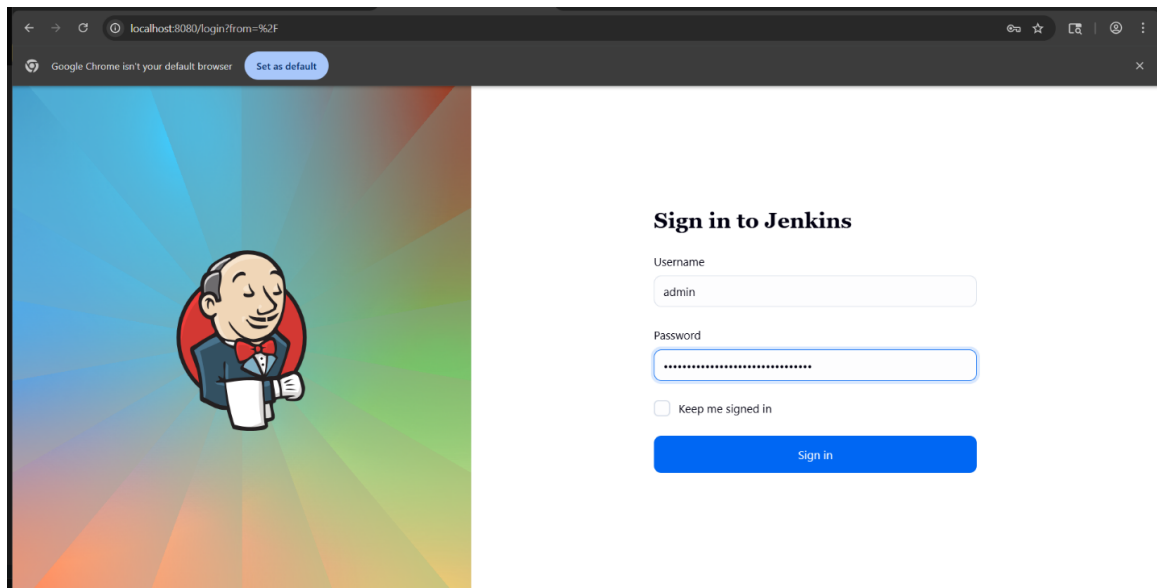 localhost:8080/login?from=%2F
Google Chrome isn't your default browser Set as default
Sign in to Jenkins
Username
admin
Password
••••••••••••••••••••••••••••••••
Keep me signed in
Sign in